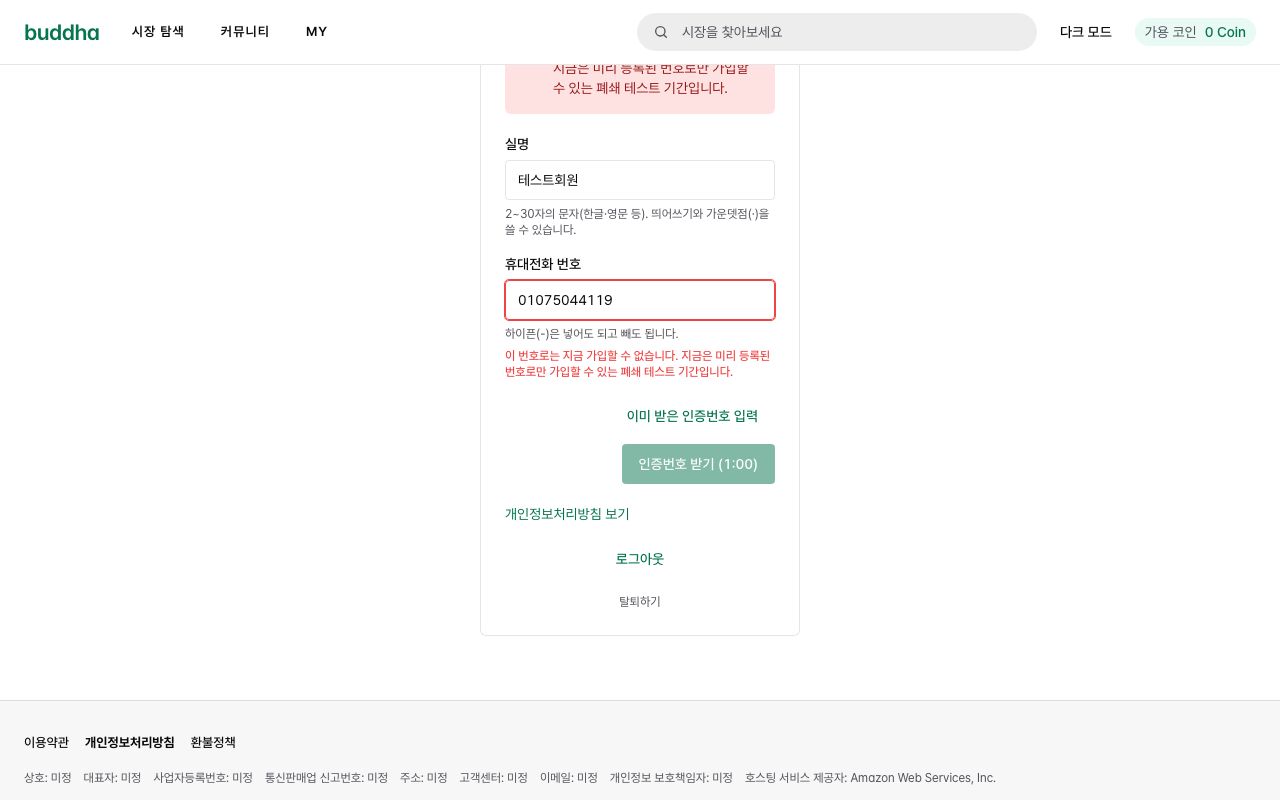 buddha
시장 탐색
커뮤니티
MY
시장을 찾아보세요
다크 모드
가용 코인 0 Coin
지금은 미리 등록된 번호로만 가입할
수 있는 폐쇄 테스트 기간입니다.
실명
테스트회원
2~30자의 문자(한글·영문 등). 띄어쓰기와 가운뎃점(·)을
쓸 수 있습니다.
휴대전화 번호
01075044119
하이픈(-)은 넣어도 되고 빼도 됩니다.
이 번호로는 지금 가입할 수 없습니다. 지금은 미리 등록된
번호로만 가입할 수 있는 폐쇄 테스트 기간입니다.
이미 받은 인증번호 입력
인증번호 받기 (1:00)
개인정보처리방침 보기
로그아웃
탈퇴하기
이용약관 개인정보처리방침 환불정책
상호: 미정 대표자: 미정 사업자등록번호: 미정 통신판매업 신고번호: 미정 주소: 미정 고객센터: 미정 이메일: 미정 개인정보 보호책임자: 미정 호스팅 서비스 제공자: Amazon Web Services, Inc.